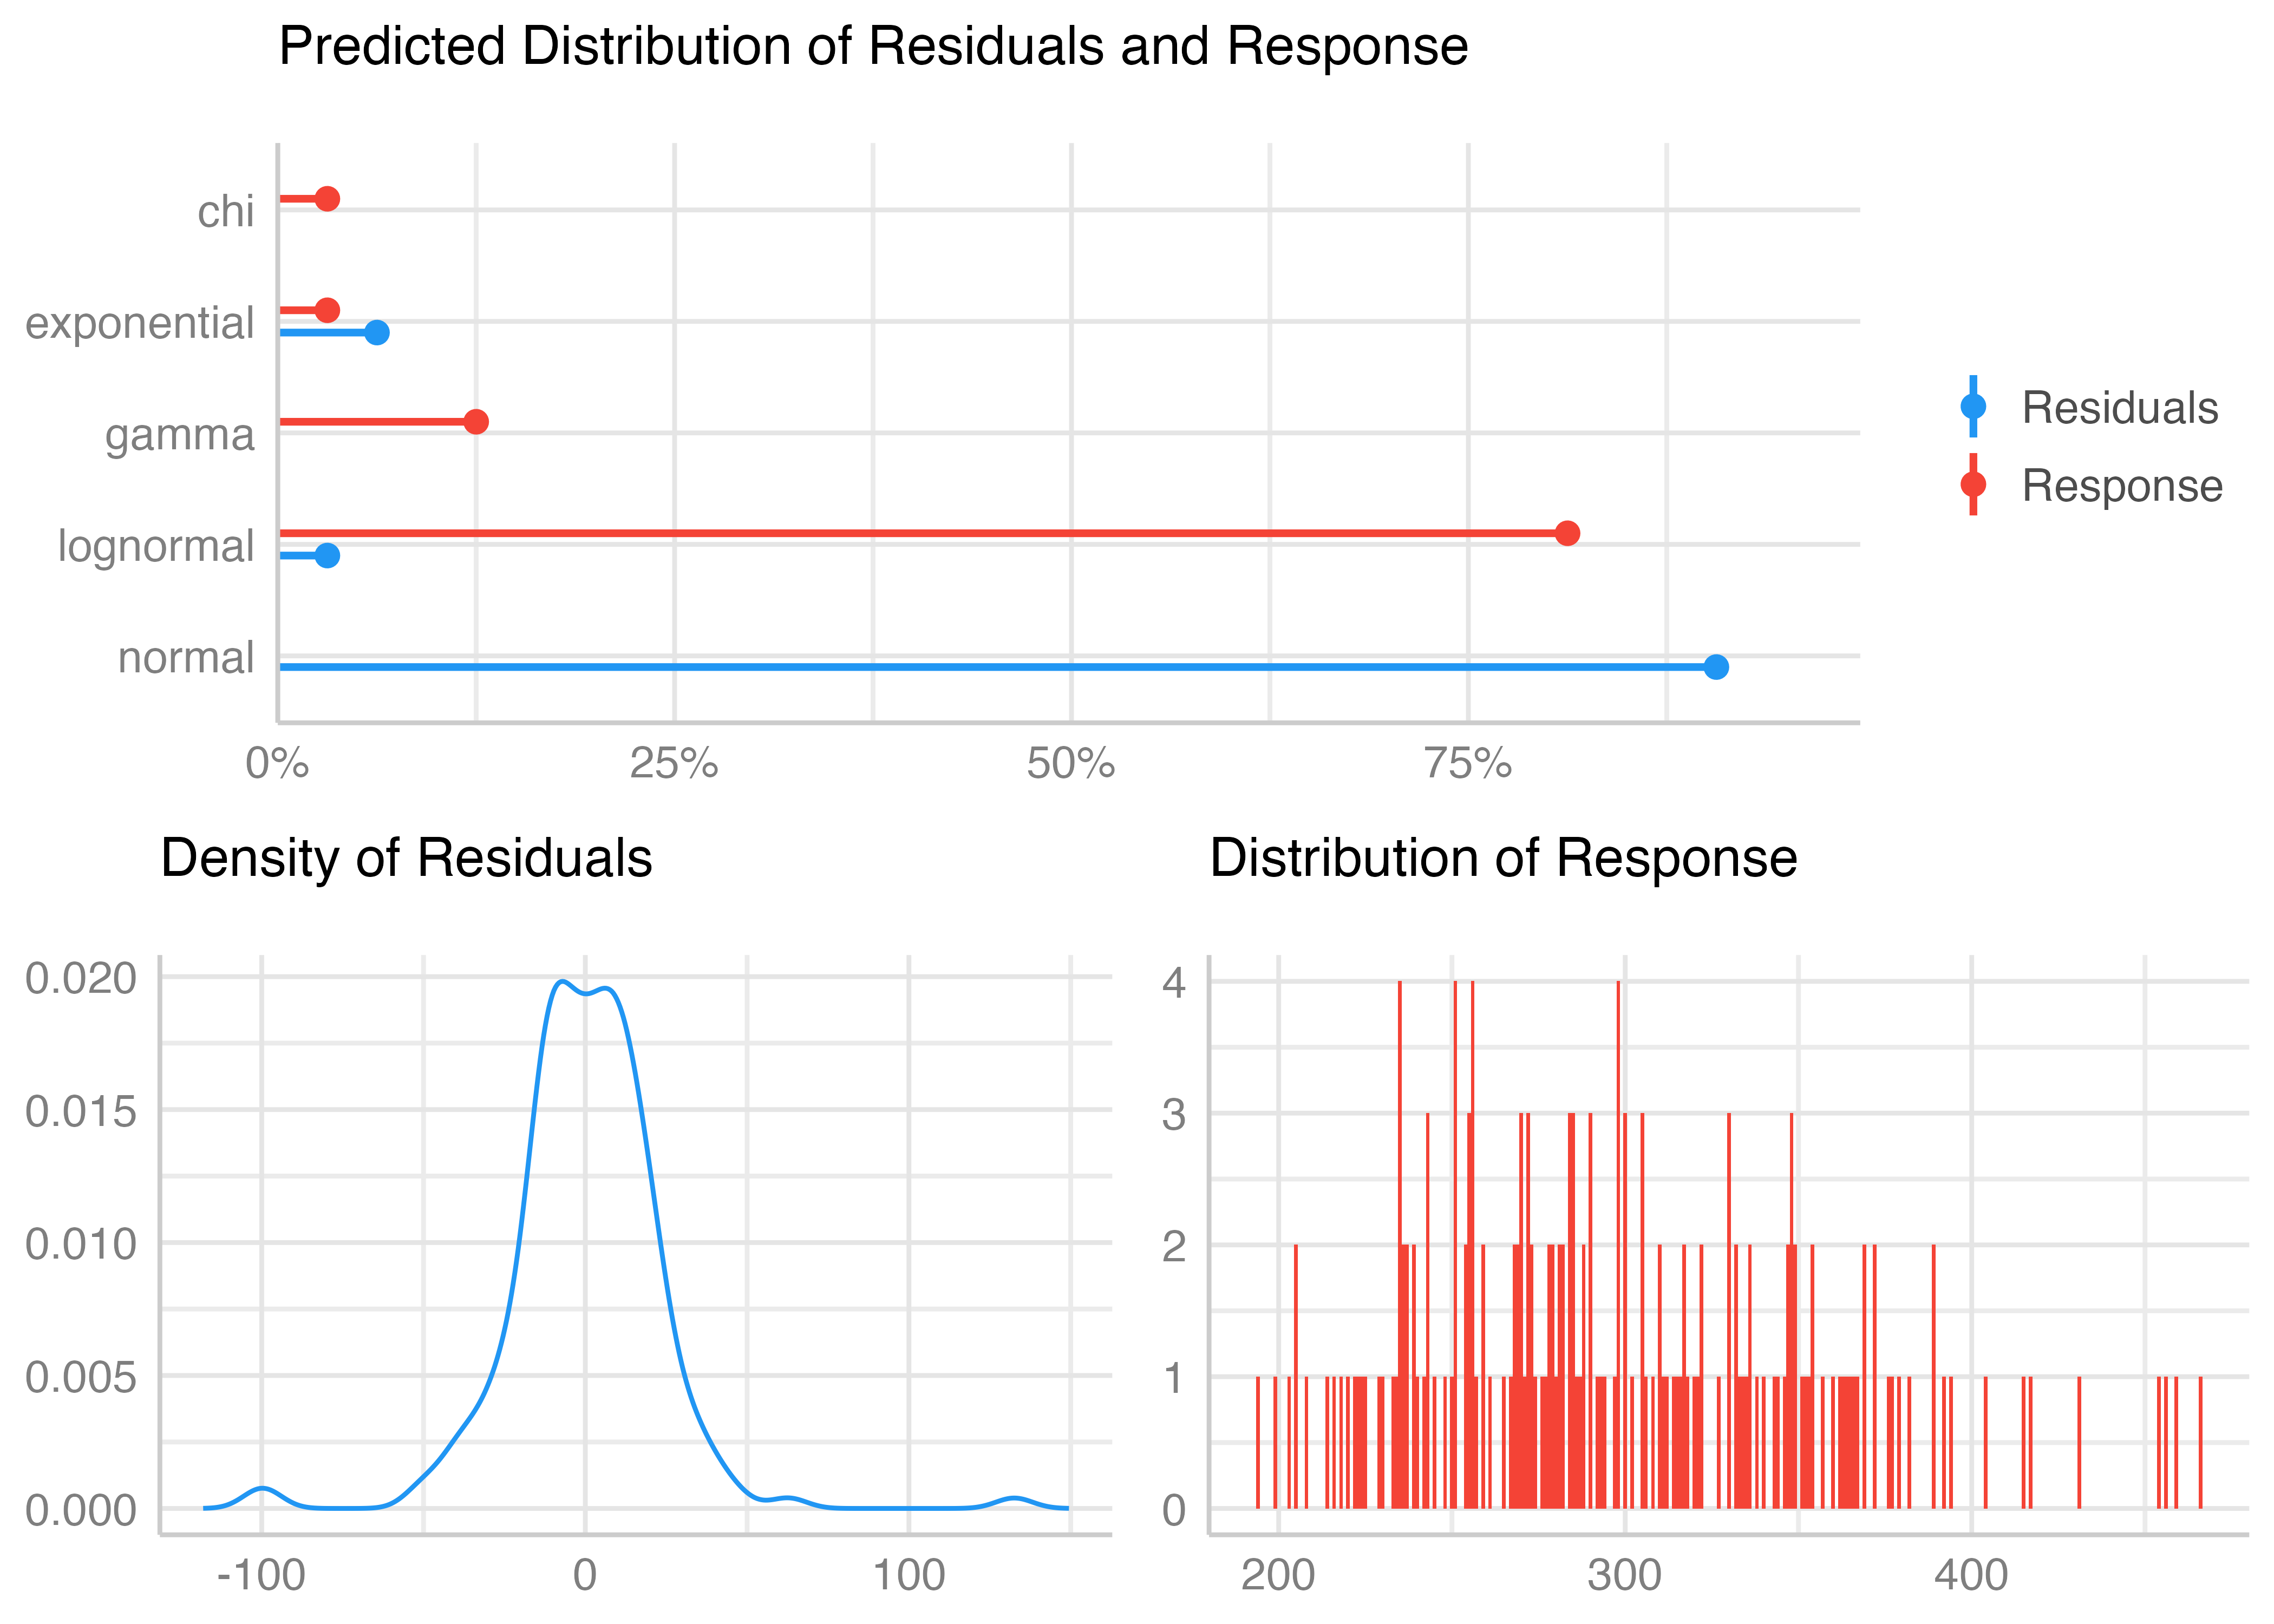 Predicted Distribution of Residuals and Response
chi
exponential
gamma
lognormal
normal
0% 25% 50% 75%
Residuals
Response
Density of Residuals
0.020
0.015
0.010
0.005
0.000
-100 0 100
Distribution of Response
4
3
2
1
0
200 300 400